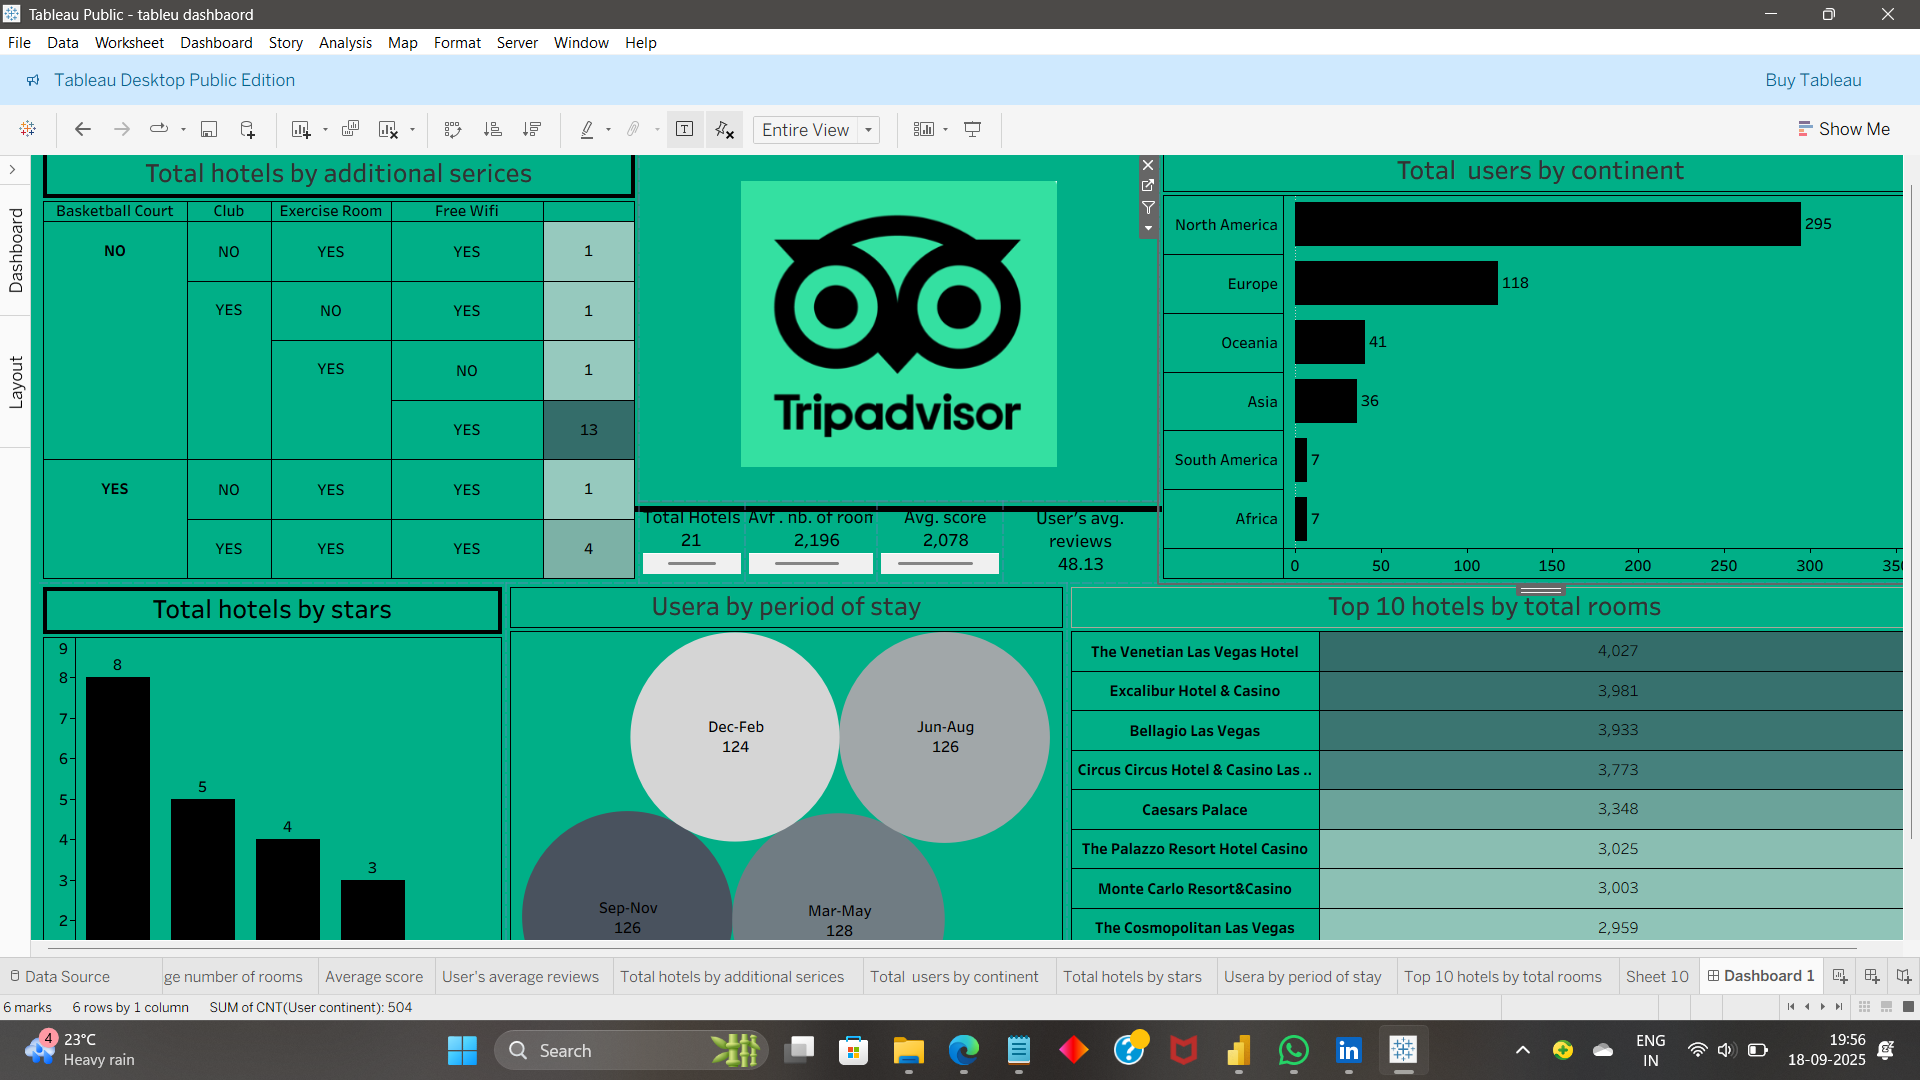 Tableau Public - tableu dashbaord
File Data Worksheet Dashboard Story Analysis Map Format Server Window Help
Tableau Desktop Public Edition Buy Tableau
Entire View Show Me
Dashboard
Layout
Total hotels by additional serices
Basketball Court Club Exercise Room Free Wifi
NO NO YES YES 1
YES NO YES 1
YES NO 1
YES 13
YES NO YES YES 1
YES YES YES 4
Tripadvisor
Total Hotels
21
Avf . nb. of room
2,196
Avg. score
2,078
User's avg.
reviews
48.13
Total users by continent
North America 295
Europe 118
Oceania 41
Asia 36
South America 7
Africa 7
0 50 100 150 200 250 300 350
Total hotels by stars
9
8
7
6
5
4
3
2
8
5
4
3
Usera by period of stay
Dec-Feb
124
Jun-Aug
126
Sep-Nov
126
Mar-May
128
Top 10 hotels by total rooms
The Venetian Las Vegas Hotel 4,027
Excalibur Hotel & Casino 3,981
Bellagio Las Vegas 3,933
Circus Circus Hotel & Casino Las .. 3,773
Caesars Palace 3,348
The Palazzo Resort Hotel Casino 3,025
Monte Carlo Resort&Casino 3,003
The Cosmopolitan Las Vegas 2,959
Data Source ge number of rooms Average score User's average reviews Total hotels by additional serices Total users by continent Total hotels by stars Usera by period of stay Top 10 hotels by total rooms Sheet 10 Dashboard 1
6 marks 6 rows by 1 column SUM of CNT(User continent): 504
4
23°C
Heavy rain
Search
ENG
IN
19:56
18-09-2025